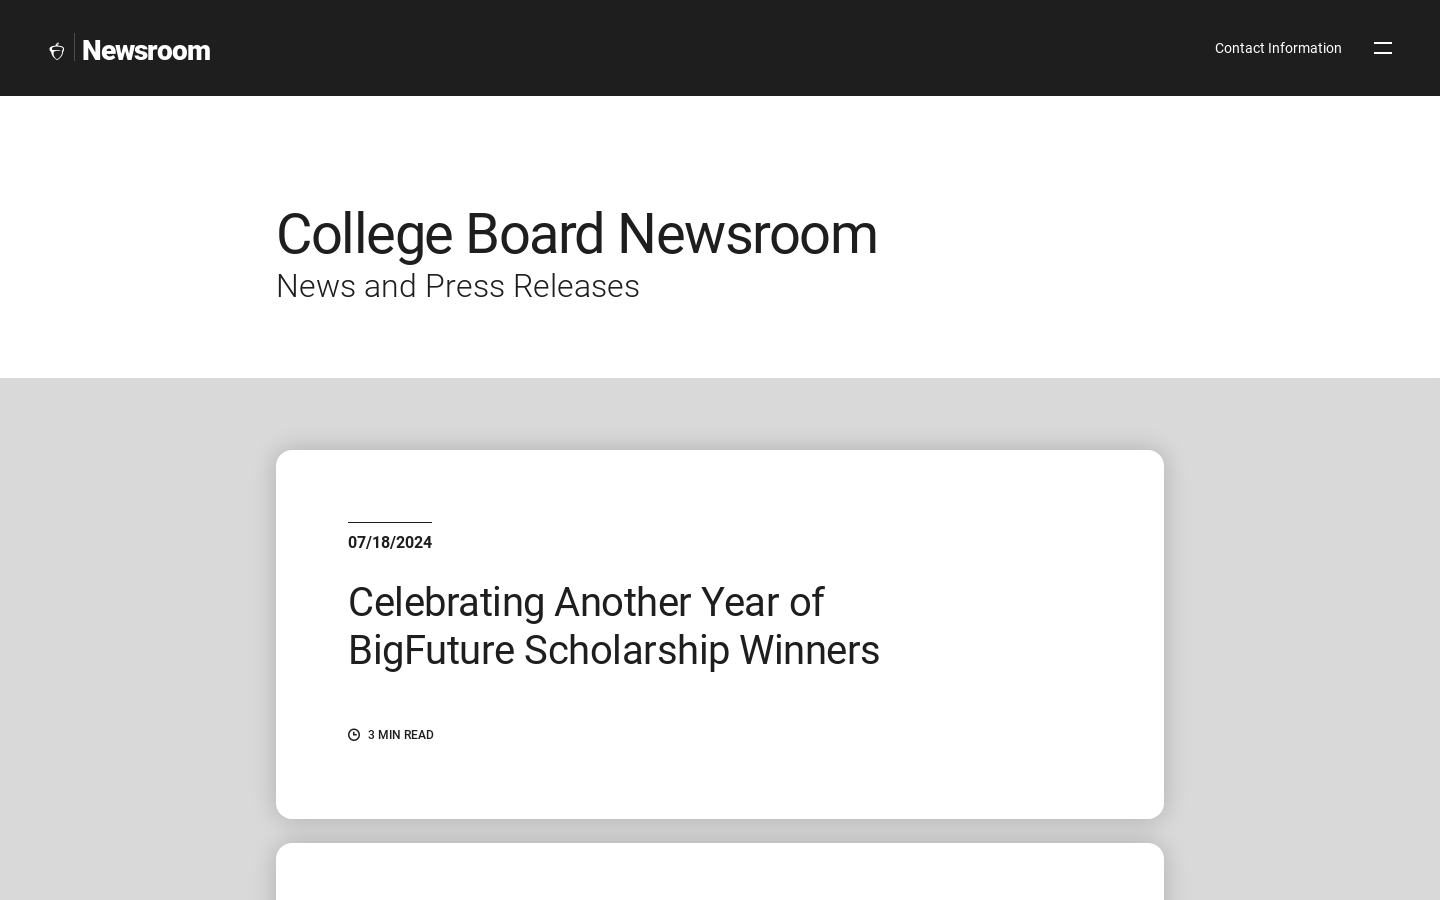 Newsroom
Contact Information
College Board Newsroom
News and Press Releases
07/18/2024
Celebrating Another Year of
BigFuture Scholarship Winners
3 MIN READ